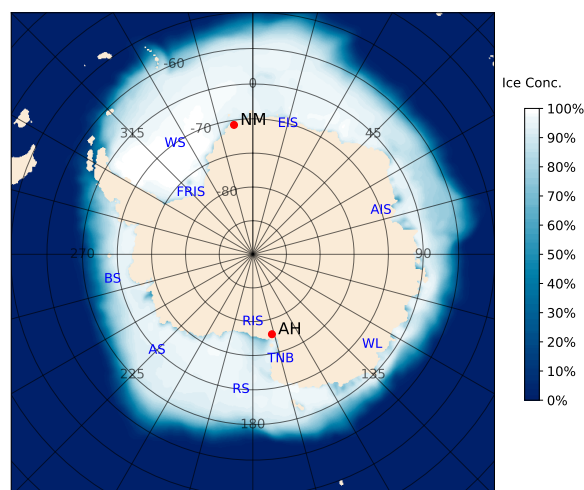 Ice Conc.
-60
0
NM
EIS
315
-70
45
WS
FRIS
-80
AIS
270
90
BS
RIS
AH
WL
AS
TNB
225
135
RS
180
100%
90%
80%
70%
60%
50%
40%
30%
20%
10%
0%